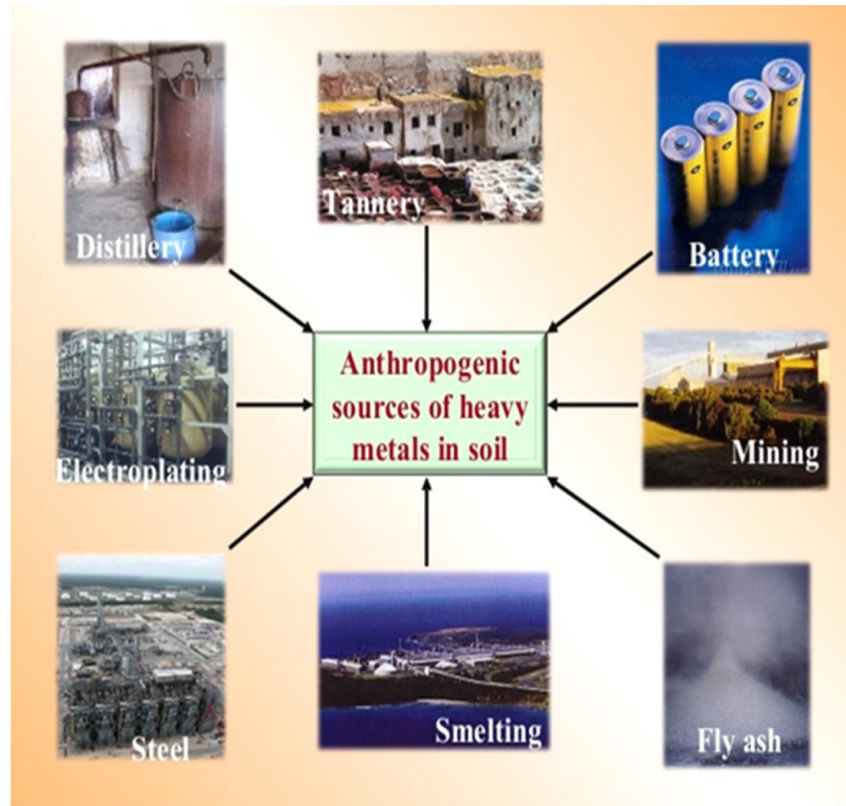 Distillery
Tannery
Battery
Anthropogenic
sources of heavy
metals in soil
Electroplating
Mining
Steel
Smelting
Fly ash